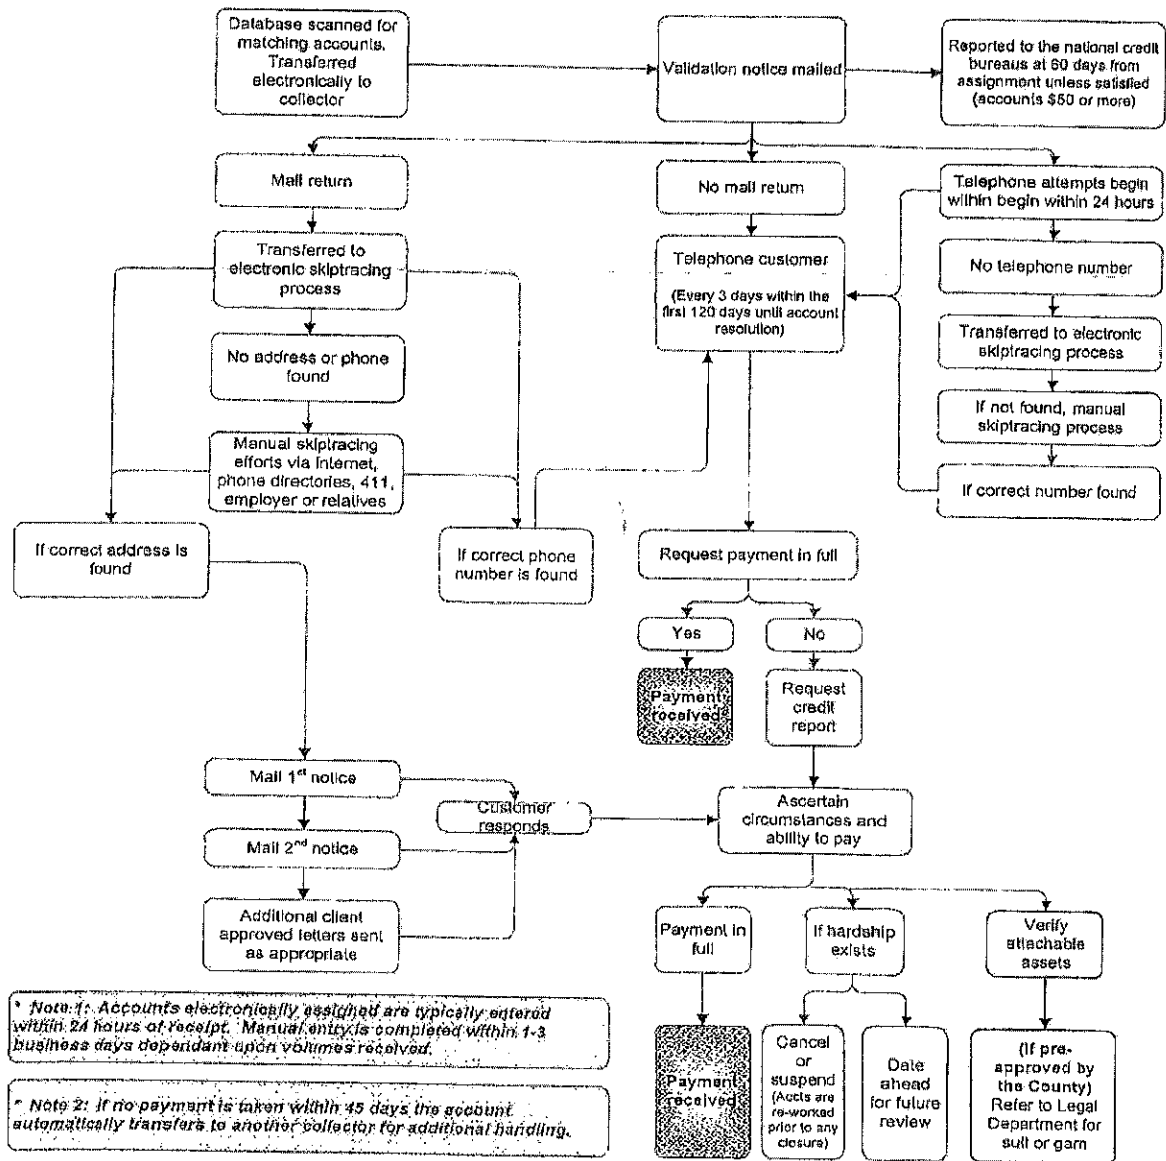 Database scanned for
matching accounts.
Transferred
electronically to
collector
Validation notice mailed
Reported to the national credit
bureaus at 60 days from
assignment unless satisfied
(accounts $50 or more)
Mail return
No mail return
Telephone attempts begin
within begin within 24 hours
Transferred to
electronic skiptracing
process
Telephone customer
(Every 3 days within the
first 120 days until account
resolution)
No telephone number
No address or phone
found
Transferred to electronic
skiptracing process
Manual skiptracing
efforts via Internet,
phone directories, 411,
employer or relatives
If not found, manual
skiptracing process
If correct number found
If correct address is
found
If correct phone
number is found
Request payment in full
Yes
No
Payment
received
Request
credit
report
Mail 1st notice
Customer
responds
Ascertain
circumstances and
ability to pay
Mail 2nd notice
Additional client
approved letters sent
as appropriate
Payment in
full
If hardship
exists
Verify
attachable
assets
Payment
received
Cancel
or
suspend
(Accts are
re-worked
prior to any
closure)
Date
ahead
for future
review
(If pre-
approved by
the County)
Refer to Legal
Department for
suit or garn
* Note 1: Accounts electronically assigned are typically entered
within 24 hours of receipt. Manual entry is completed within 1-3
business days dependant upon volumes received.
* Note 2: If no payment is taken within 45 days the account
automatically transfers to another collector for additional handling.